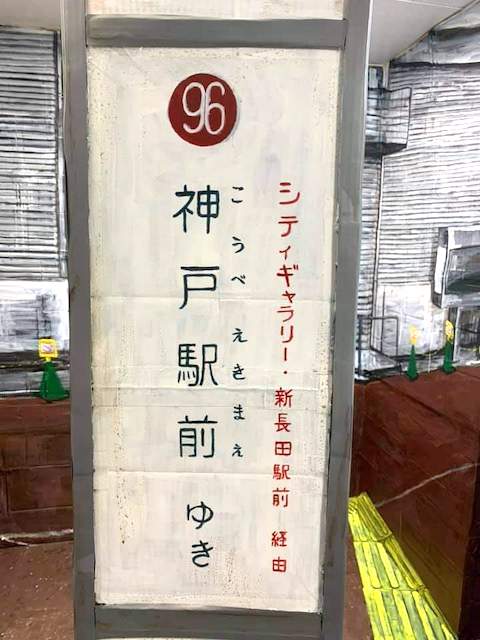 96
シティギャラリー・新長田駅前 経由
こうべえきまえ
神戸駅前ゆき